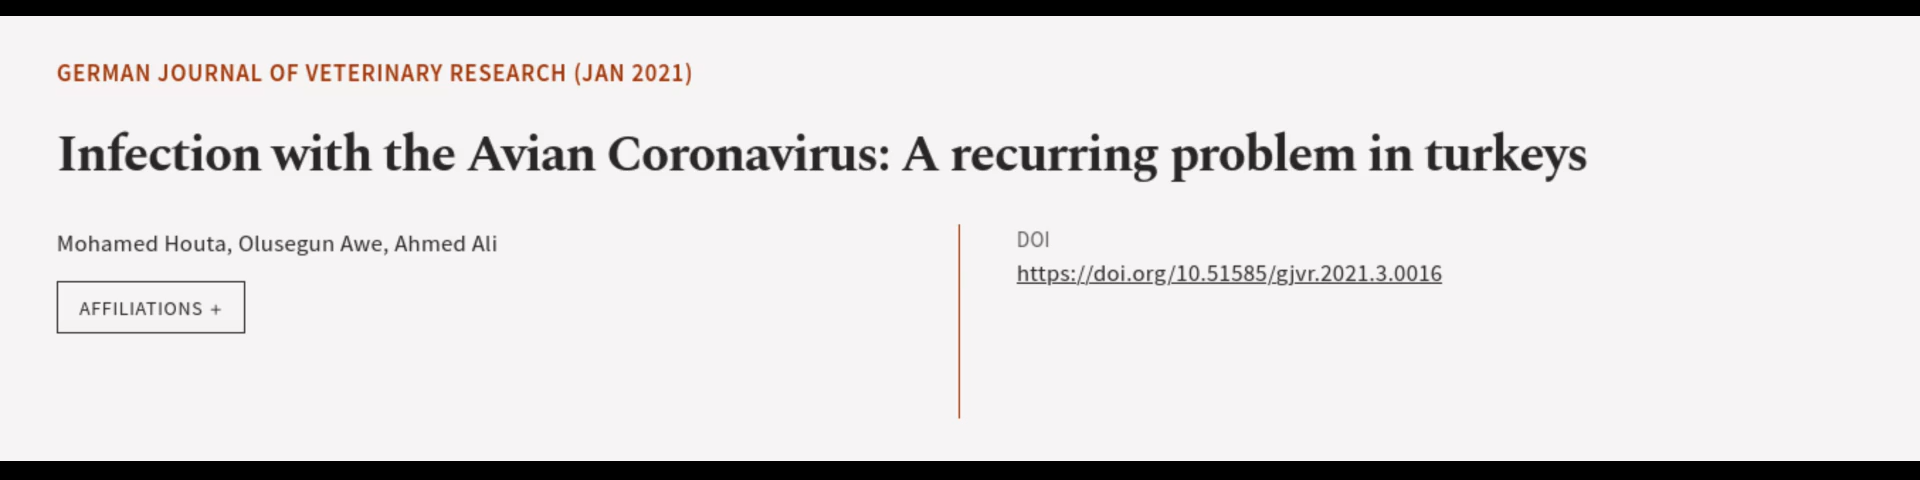 GERMAN JOURNAL OF VETERINARY RESEARCH (JAN 2021)
Infection with the Avian Coronavirus: A recurring problem in turkeys
Mohamed Houta, Olusegun Awe, Ahmed Ali
AFFILIATIONS +
DOI
https://doi.org/10.51585/gjvr.2021.3.0016